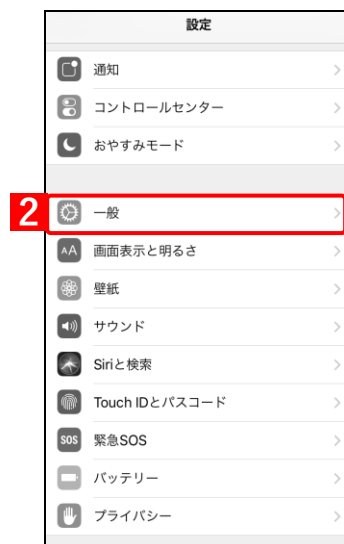 設定
通知
コントロールセンター
おやすみモード
2
一般
AA
画面表示と明るさ
壁紙
サウンド
Siriと検索
Touch IDとパスコード
SOS
緊急SOS
バッテリー
プライバシー